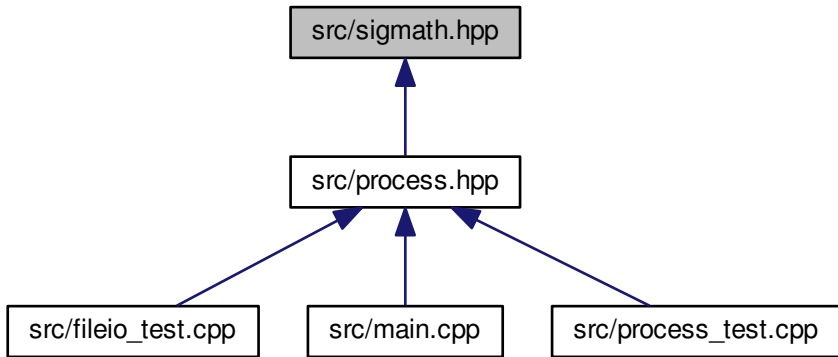 src/sigmath.hpp
src/process.hpp
src/fileio_test.cpp
src/main.cpp
src/process_test.cpp